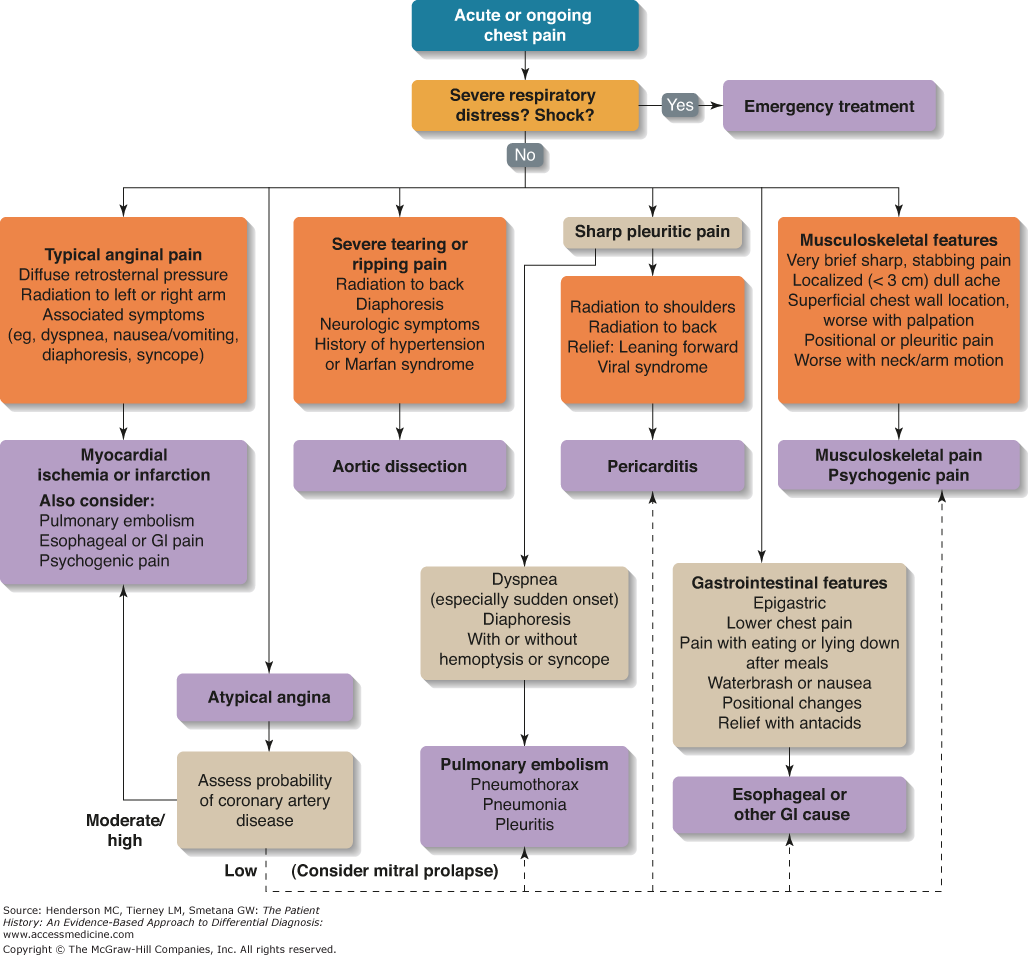 Acute or ongoing
chest pain
Severe respiratory
distress? Shock?
Yes
Emergency treatment
No
Typical anginal pain
Diffuse retrosternal pressure
Radiation to left or right arm
Associated symptoms
(eg, dyspnea, nausea/vomiting,
diaphoresis, syncope)
Severe tearing or
ripping pain
Radiation to back
Diaphoresis
Neurologic symptoms
History of hypertension
or Marfan syndrome
Sharp pleuritic pain
Radiation to shoulders
Radiation to back
Relief: Leaning forward
Viral syndrome
Musculoskeletal features
Very brief sharp, stabbing pain
Localized (< 3 cm) dull ache
Superficial chest wall location,
worse with palpation
Positional or pleuritic pain
Worse with neck/arm motion
Myocardial
ischemia or infarction
Also consider:
Pulmonary embolism
Esophageal or GI pain
Psychogenic pain
Aortic dissection
Pericarditis
Musculoskeletal pain
Psychogenic pain
Dyspnea
(especially sudden onset)
Diaphoresis
With or without
hemoptysis or syncope
Gastrointestinal features
Epigastric
Lower chest pain
Pain with eating or lying down
after meals
Waterbrash or nausea
Positional changes
Relief with antacids
Atypical angina
Assess probability
of coronary artery
disease
Pulmonary embolism
Pneumothorax
Pneumonia
Pleuritis
Esophageal or
other GI cause
Moderate/
high
Low
(Consider mitral prolapse)
Source: Henderson MC, Tierney LM, Smetana GW: The Patient
History: An Evidence-Based Approach to Differential Diagnosis:
www.accessmedicine.com
Copyright © The McGraw-Hill Companies, Inc. All rights reserved.